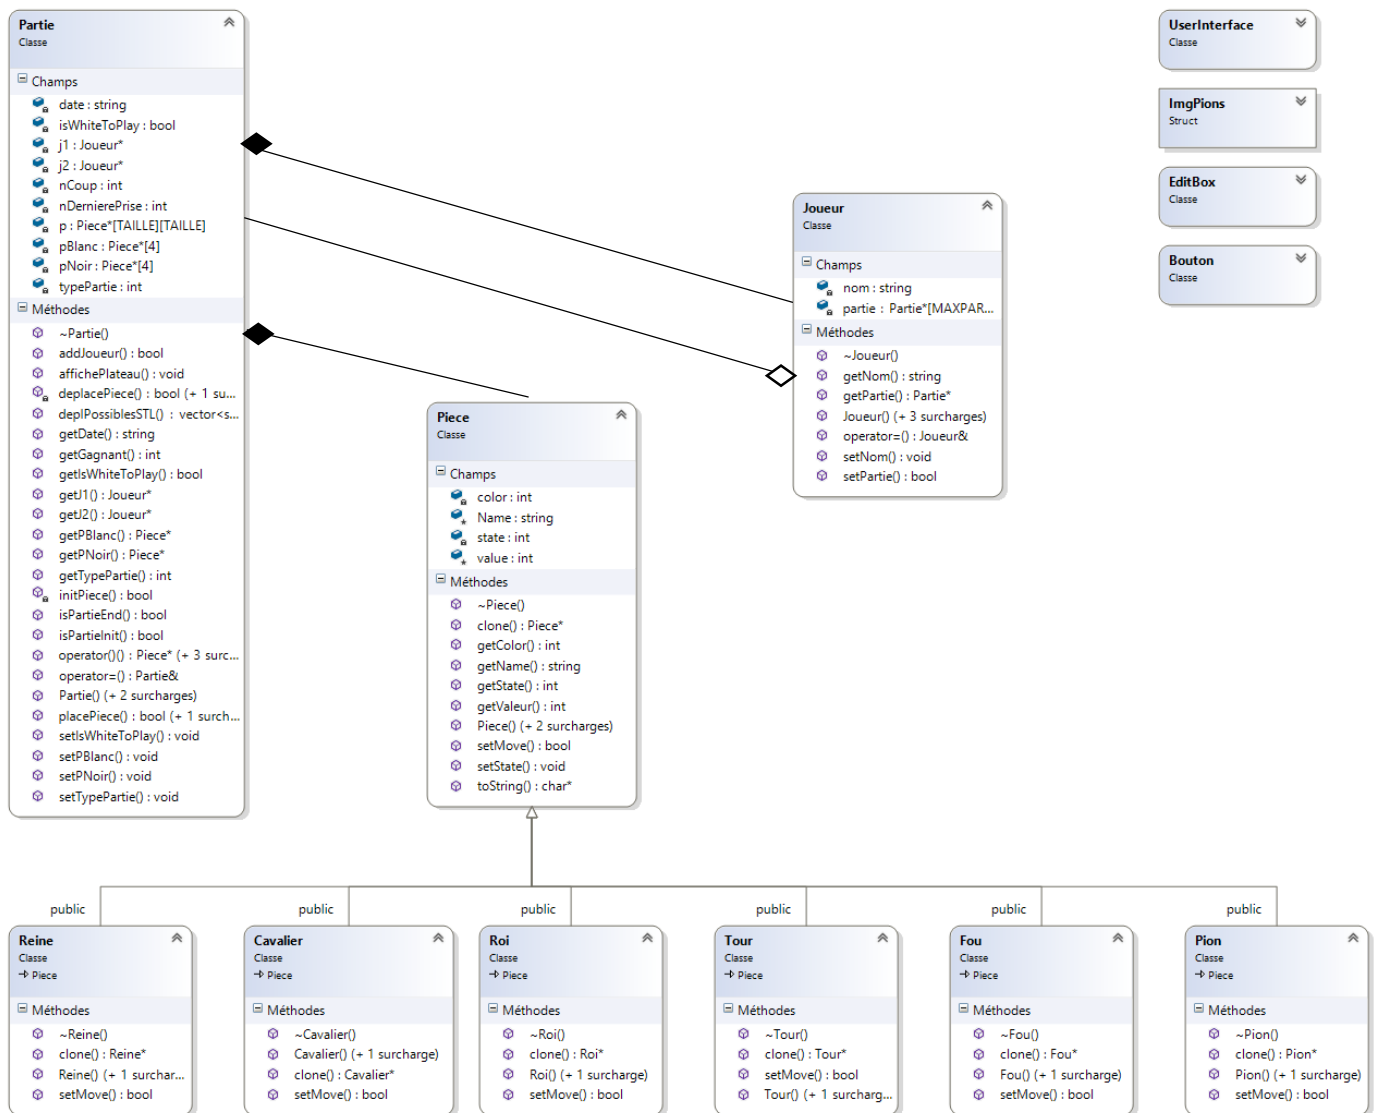 Partie
Classe
Champs
date : string
isWhiteToPlay : bool
j1 : Joueur*
j2 : Joueur*
nCoup : int
nDernierePrise : int
p : Piece*[TAILLE][TAILLE]
pBlanc : Piece*[4]
pNoir : Piece*[4]
typePartie : int
Méthodes
~Partie()
addJoueur() : bool
affichePlateau() : void
deplacePiece() : bool (+ 1 su...
deplPossiblesSTL() : vector<s...
getDate() : string
getGagnant() : int
getIsWhiteToPlay() : bool
getJ1() : Joueur*
getJ2() : Joueur*
getPBlanc() : Piece*
getPNoir() : Piece*
getTypePartie() : int
initPiece() : bool
isPartieEnd() : bool
isPartieInit() : bool
operator()() : Piece* (+ 3 surc...
operator=() : Partie&
Partie() (+ 2 surcharges)
placePiece() : bool (+ 1 surch...
setIsWhiteToPlay() : void
setPBlanc() : void
setPNoir() : void
setTypePartie() : void
Joueur
Classe
Champs
nom : string
partie : Partie*[MAXPAR...
Méthodes
~Joueur()
getNom() : string
getPartie() : Partie*
Joueur() (+ 3 surcharges)
operator=() : Joueur&
setNom() : void
setPartie() : bool
UserInterface
Classe
ImgPions
Struct
EditBox
Classe
Bouton
Classe
Piece
Classe
Champs
color : int
Name : string
state : int
value : int
Méthodes
~Piece()
clone() : Piece*
getColor() : int
getName() : string
getState() : int
getValeur() : int
Piece() (+ 2 surcharges)
setMove() : bool
setState() : void
toString() : char*
public
Reine
Classe
Piece
Méthodes
~Reine()
clone() : Reine*
Reine() (+ 1 surchar...
setMove() : bool
public
Cavalier
Classe
Piece
Méthodes
~Cavalier()
Cavalier() (+ 1 surcharge)
clone() : Cavalier*
setMove() : bool
public
Roi
Classe
Piece
Méthodes
~Roi()
clone() : Roi*
Roi() (+ 1 surcharge)
setMove() : bool
public
Tour
Classe
Piece
Méthodes
~Tour()
clone() : Tour*
setMove() : bool
Tour() (+ 1 surcharg...
public
Fou
Classe
Piece
Méthodes
~Fou()
clone() : Fou*
Fou() (+ 1 surcharge)
setMove() : bool
public
Pion
Classe
Piece
Méthodes
~Pion()
clone() : Pion*
Pion() (+ 1 surcharge)
setMove() : bool